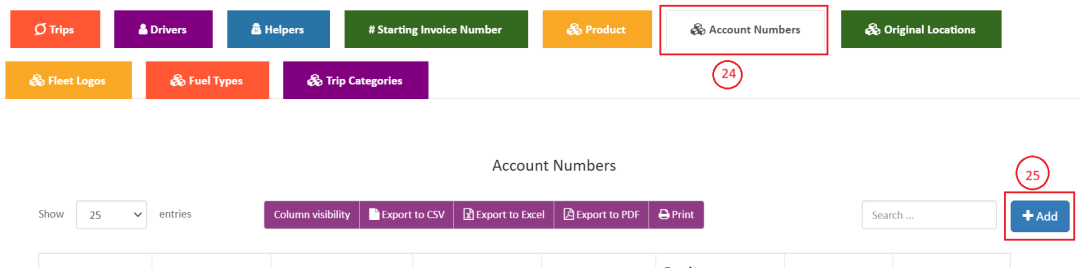 Trips Drivers Helpers # Starting Invoice Number Product Account Numbers Original Locations
24
Fleet Logos Fuel Types Trip Categories
Account Numbers
25
Show 25 entries Column visibility Export to CSV Export to Excel Export to PDF Print Search ... Add